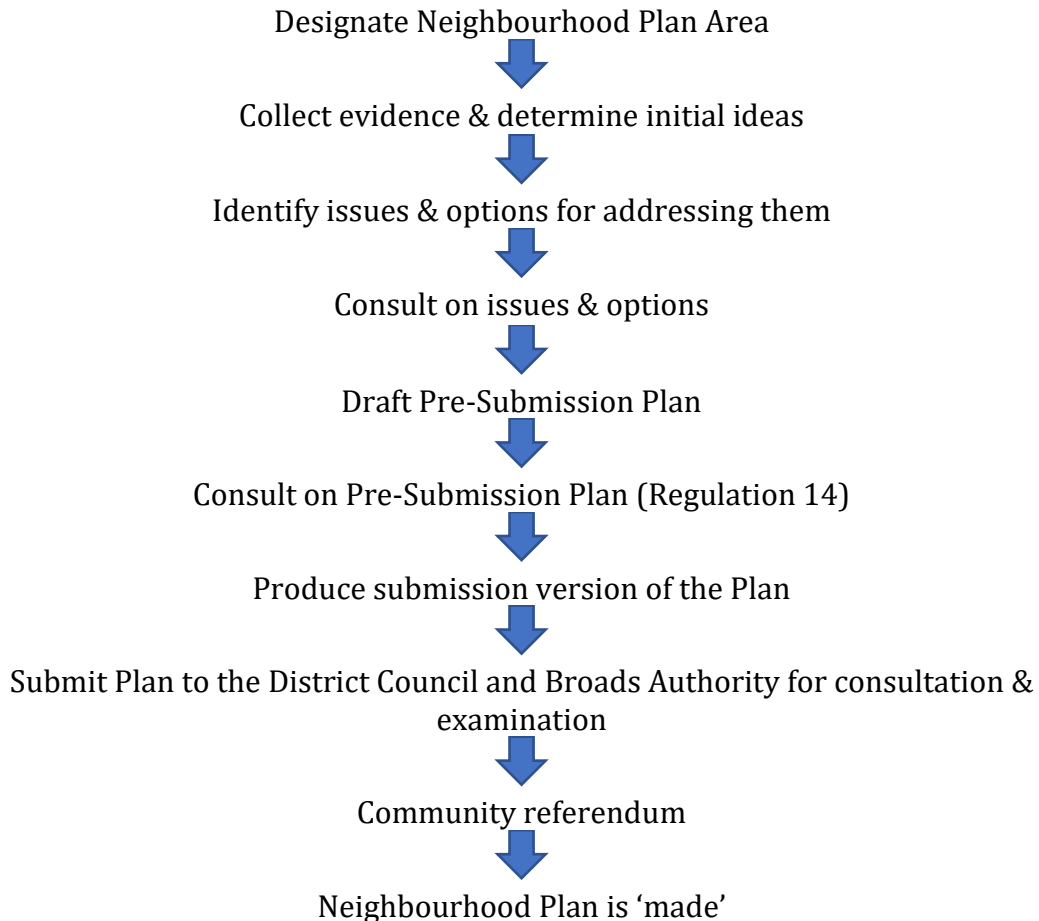 Designate Neighbourhood Plan Area
Collect evidence & determine initial ideas
Identify issues & options for addressing them
Consult on issues & options
Draft Pre-Submission Plan
Consult on Pre-Submission Plan (Regulation 14)
Produce submission version of the Plan
Submit Plan to the District Council and Broads Authority for consultation &
examination
Community referendum
Neighbourhood Plan is ‘made’